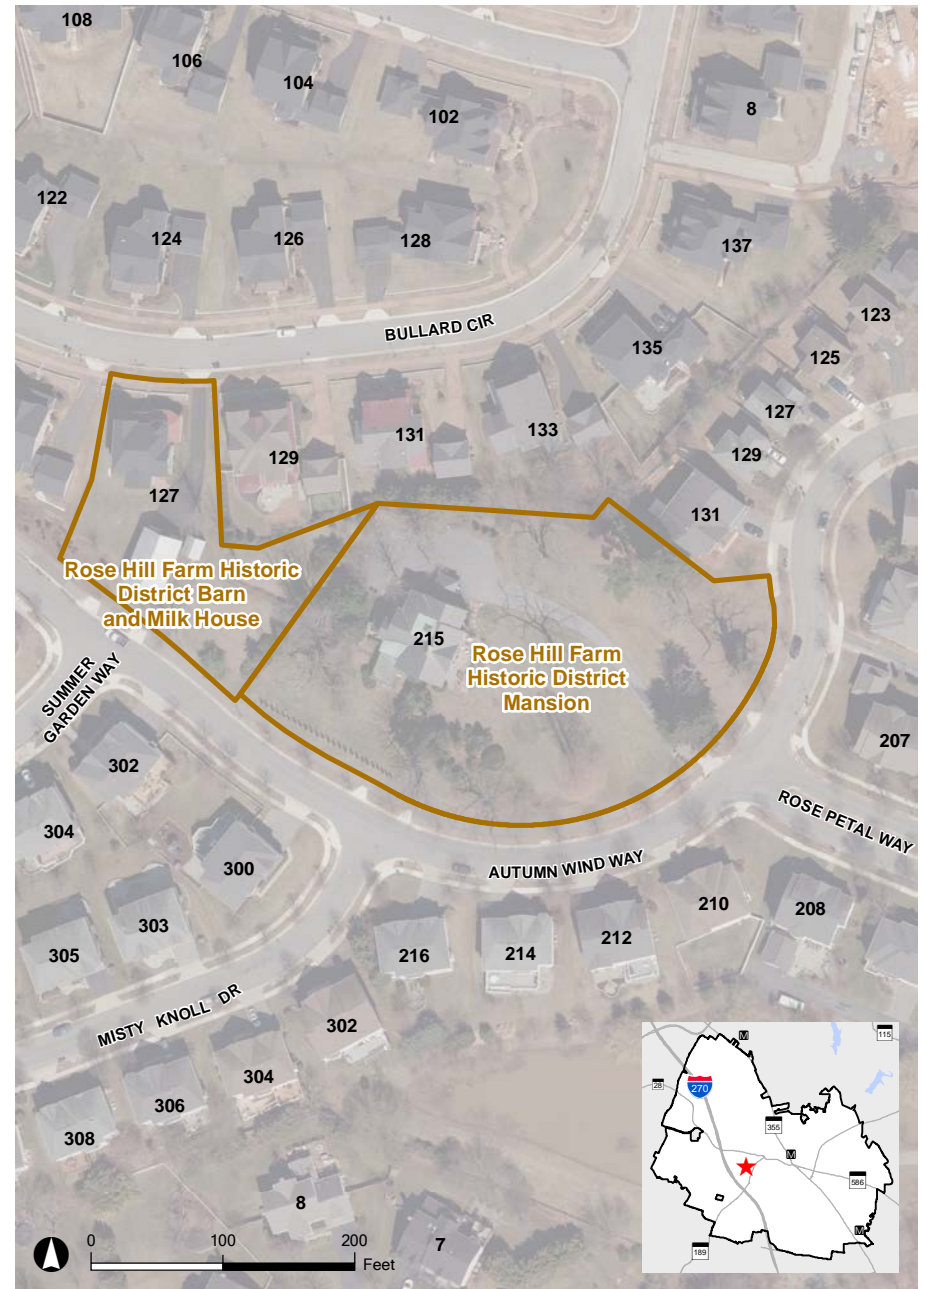 108
106
104
102
8
122
124
126
128
137
123
BULLARD CIR
135
125
127
131
133
129
129
127
131
Rose Hill Farm Historic
District Barn
and Milk House
215
Rose Hill Farm
Historic District
Mansion
SUMMER
GARDEN WAY
302
207
ROSE PETAL WAY
304
300
AUTUMN WIND WAY
303
305
216
214
212
210
208
MISTY KNOLL DR
302
304
306
308
8
7
0 100 200
Feet
115
M
28
270
355
M
586
M
189